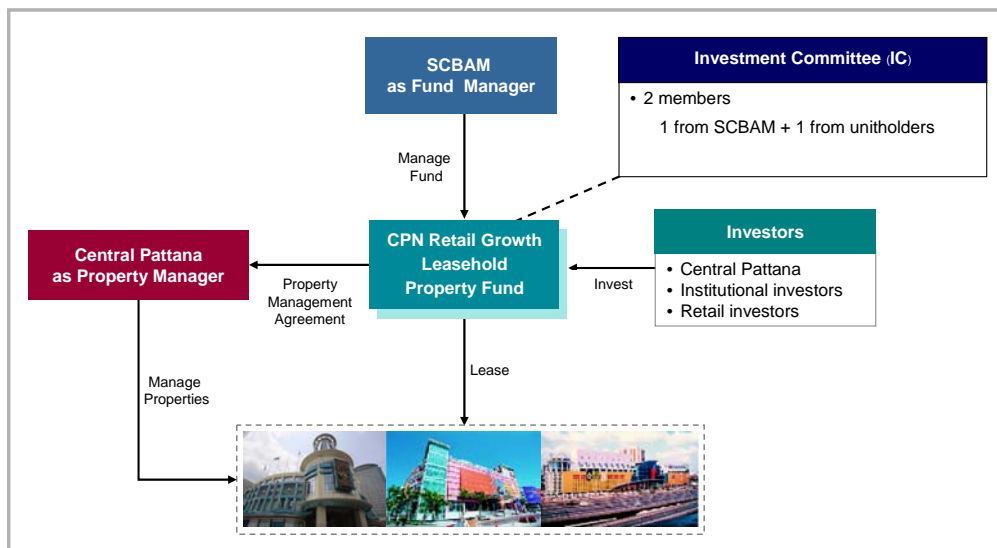 SCBAM
as Fund Manager
Investment Committee (IC)
• 2 members
1 from SCBAM + 1 from unitholders
Manage
Fund
CPN Retail Growth
Leasehold
Property Fund
Central Pattana
as Property Manager
Investors
• Central Pattana
• Institutional investors
• Retail investors
Invest
Property
Management
Agreement
Lease
Manage
Properties